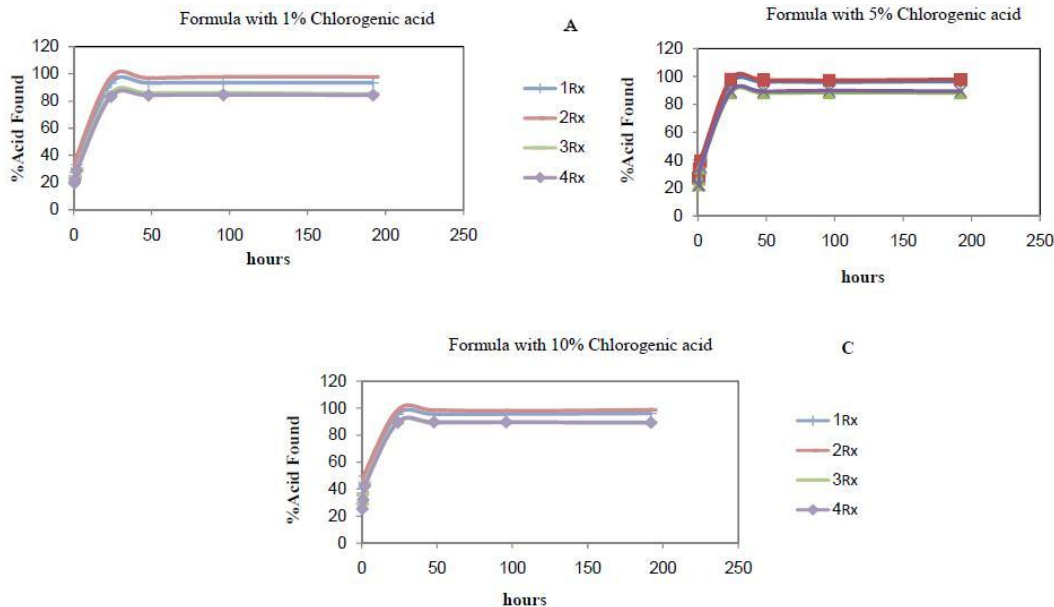 Formula with 1% Chlorogenic acid
A
%Acid Found
120
100
80
60
40
20
0
0 50 100 150 200 250
hours
1Rx
2Rx
3Rx
4Rx
Formula with 5% Chlorogenic acid
%Acid Found
120
100
80
60
40
20
0
0 50 100 150 200 250
hours
Formula with 10% Chlorogenic acid
C
%Acid Found
120
100
80
60
40
20
0
0 50 100 150 200 250
hours
1Rx
2Rx
3Rx
4Rx